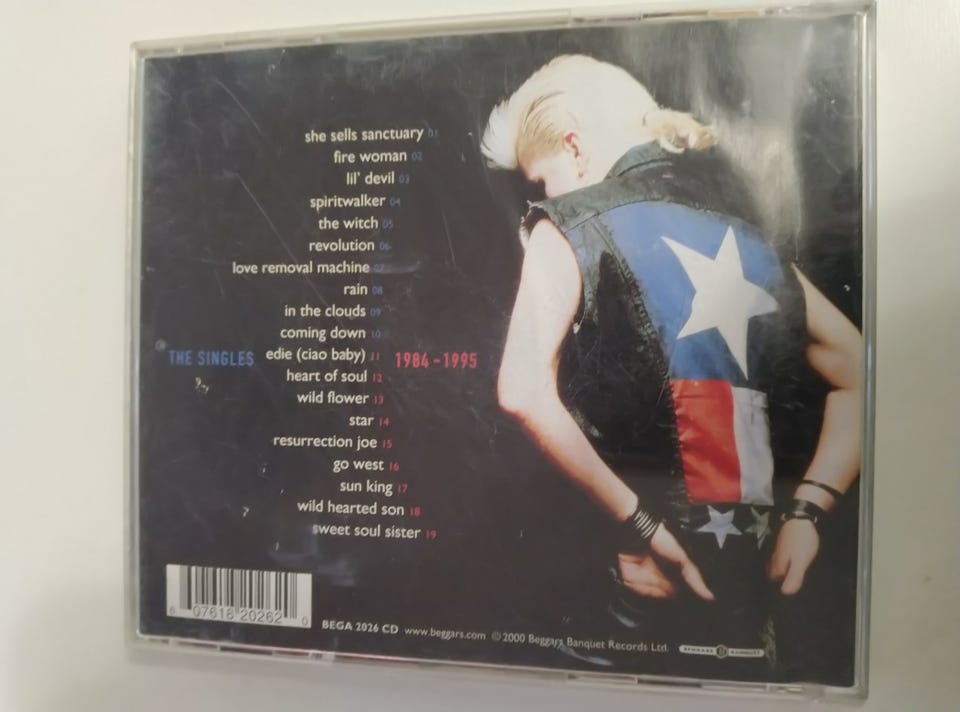 she sells sanctuary 01
fire woman 02
lil' devil 03
spiritwalker 04
the witch 05
revolution 06
love removal machine 07
rain 08
in the clouds 09
coming down 10
THE SINGLES edie (ciao baby) 11 1984-1995
heart of soul 12
wild flower 13
star 14
resurrection joe 15
go west 16
sun king 17
wild hearted son 18
sweet soul sister 19
6 07618 20262 0
BEGA 2026 CD www.beggars.com ©2000 Beggars Banquet Records Ltd.
BEGGARS BANQUET